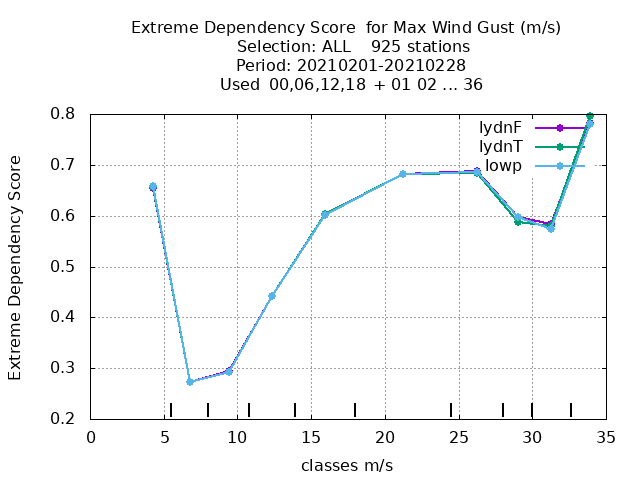 Extreme Dependency Score  for Max Wind Gust (m/s)
Selection: ALL    925 stations
Period: 20210201-20210228
Used  00,06,12,18  + 01 02 ... 36
Extreme Dependency Score
0.8
0.7
0.6
0.5
0.4
0.3
0.2
lydnF
lydnT
lowp
0 5 10 15 20 25 30 35
classes m/s